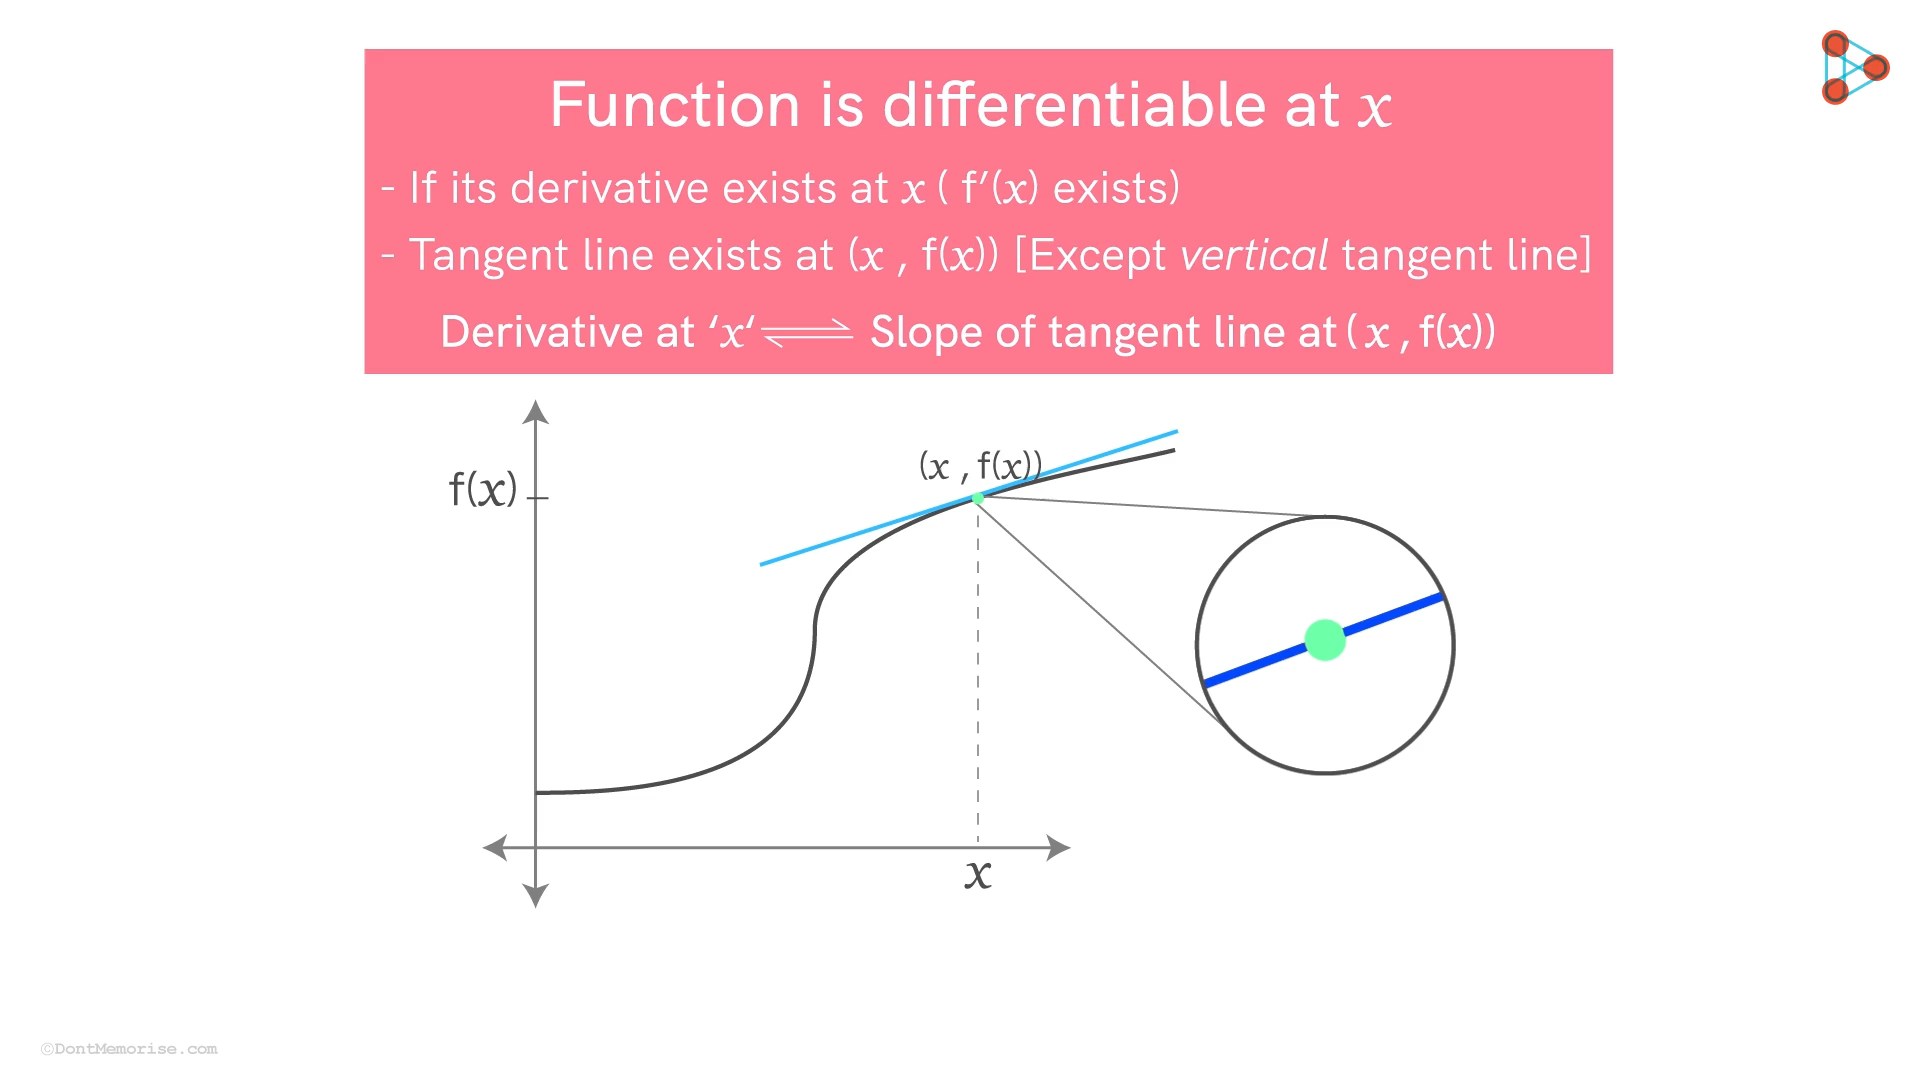 Function is differentiable at x
- If its derivative exists at x ( f’(x) exists)
- Tangent line exists at (x , f(x)) [Except vertical tangent line]
Derivative at ‘x‘ ⇌ Slope of tangent line at ( x , f(x))
(x , f(x))
f(x)
x
©DontMemorise.com